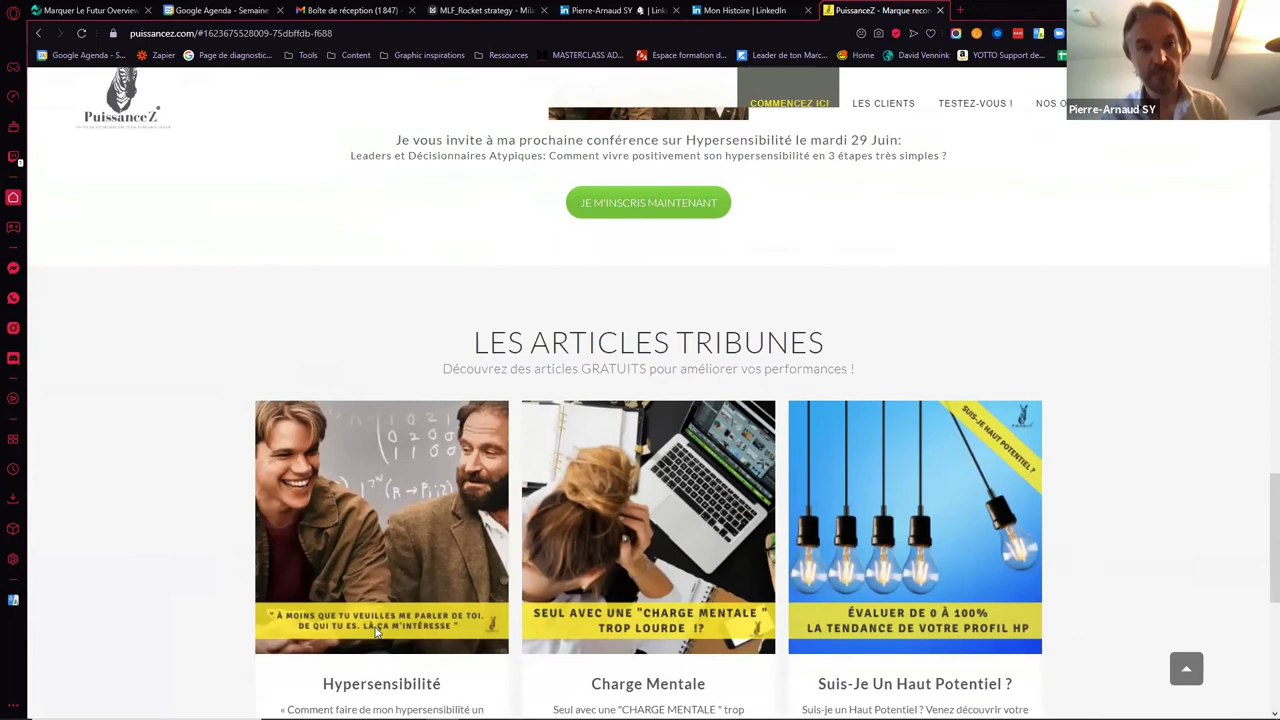 Marquer Le Futur Overview
Google Agenda - Semaine
Boîte de réception (1 847) -
MLF_Rocket strategy - Mila
Pierre-Arnaud SY | Link
Mon Histoire | LinkedIn
PuissanceZ - Marque recon
puissancez.com/#1623675528009-75dbffdb-f688
Google Agenda - S...
Zapier
Page de diagnostic...
Tools
Content
Graphic inspirations
Ressources
MASTERCLASS AD...
Espace formation d...
Leader de ton Marc...
Home
David Vennink
YOTTO Support de...
Pierre-Arnaud SY
PuissanceZ
COMMENCEZ ICI
LES CLIENTS
TESTEZ-VOUS !
NOS O
Je vous invite à ma prochaine conférence sur Hypersensibilité le mardi 29 Juin:
Leaders et Décisionnaires Atypiques: Comment vivre positivement son hypersensibilité en 3 étapes très simples ?
JE M'INSCRIS MAINTENANT
LES ARTICLES TRIBUNES
Découvrez des articles GRATUITS pour améliorer vos performances !
" À MOINS QUE TU VEUILLES ME PARLER DE TOI.
DE QUI TU ES. LÀ ÇA M'INTÉRESSE "
SEUL AVEC UNE "CHARGE MENTALE "
TROP LOURDE !?
SUIS-JE HAUT POTENTIEL ?
ÉVALUER DE 0 À 100%
LA TENDANCE DE VOTRE PROFIL HP
Hypersensibilité
« Comment faire de mon hypersensibilité un
Charge Mentale
Seul avec une "CHARGE MENTALE " trop
Suis-Je Un Haut Potentiel ?
Suis-je un Haut Potentiel ? Venez découvrir votre